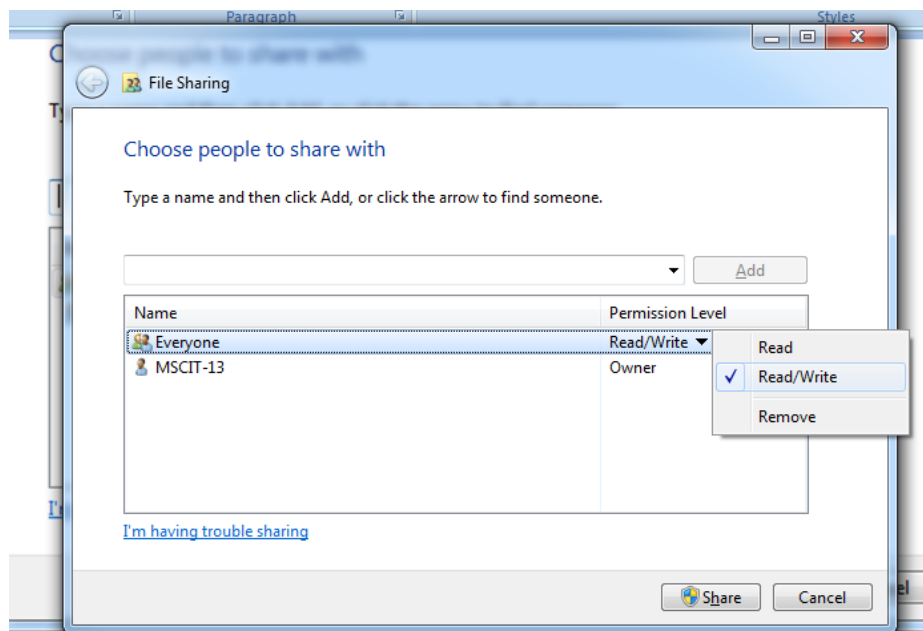 Paragraph
Styles
File Sharing
Choose people to share with
Type a name and then click Add, or click the arrow to find someone.
Add
Name Permission Level
Everyone Read/Write
Read
Read/Write
MSCIT-13 Owner
Remove
I'm having trouble sharing
Share Cancel